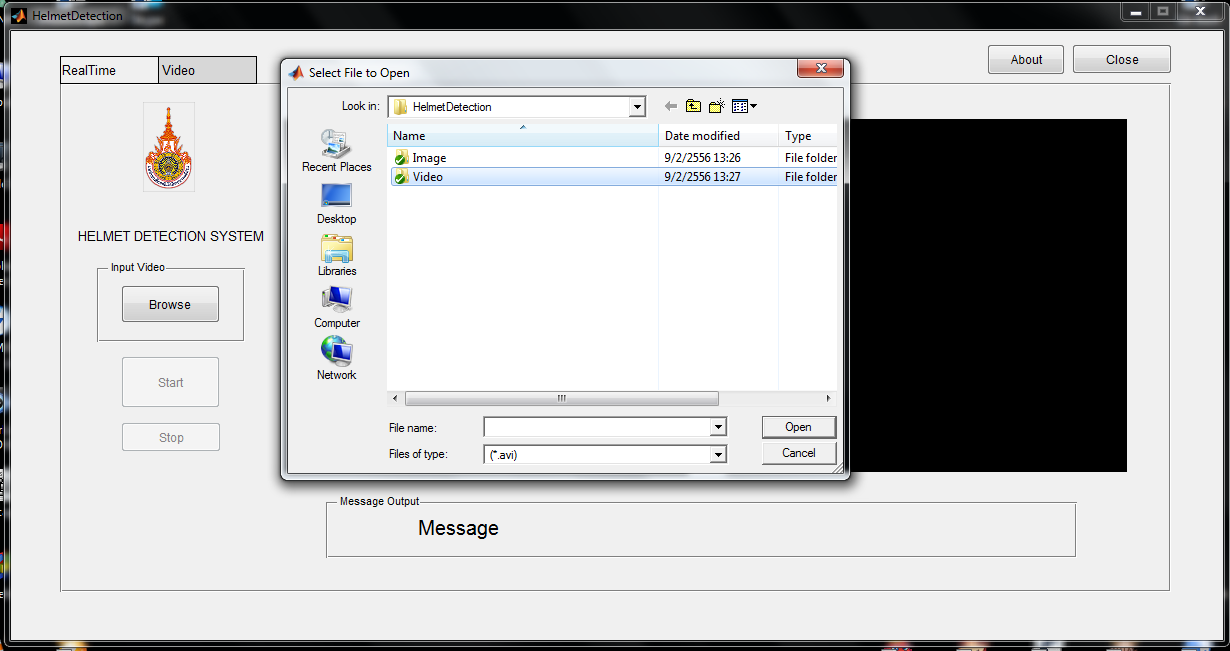 HelmetDetection
About
Close
RealTime
Video
HELMET DETECTION SYSTEM
Input Video
Browse
Start
Stop
Select File to Open
Look in:
HelmetDetection
Name
Date modified
Type
Image
9/2/2556 13:26
File folder
Video
9/2/2556 13:27
File folder
Recent Places
Desktop
Libraries
Computer
Network
File name:
Open
Files of type:
(*.avi)
Cancel
Message Output
Message